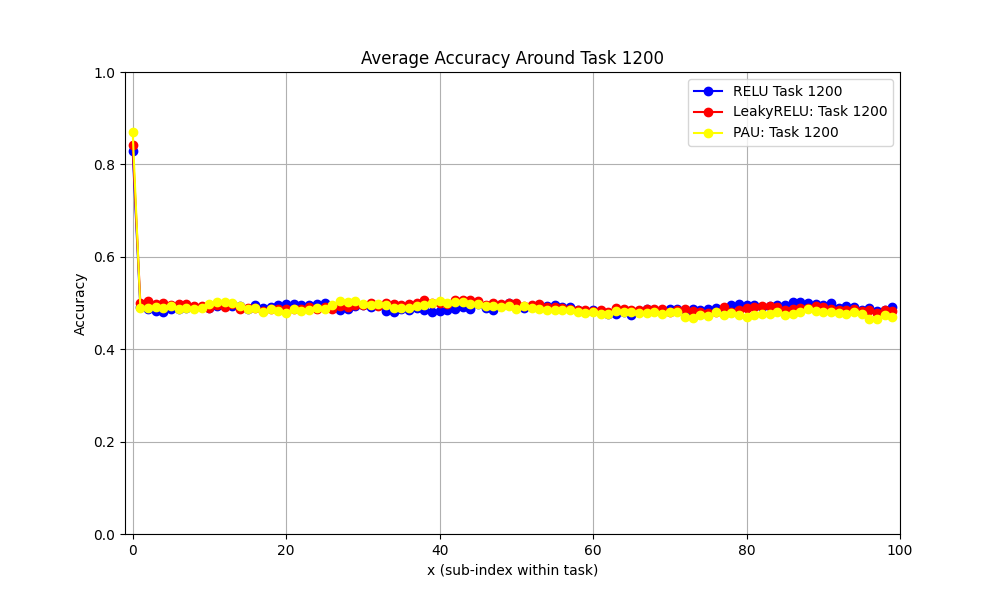 Average Accuracy Around Task 1200
RELU Task 1200
LeakyRELU: Task 1200
PAU: Task 1200
1.0
0.8
0.6
0.4
0.2
0.0
Accuracy
0 20 40 60 80 100
x (sub-index within task)